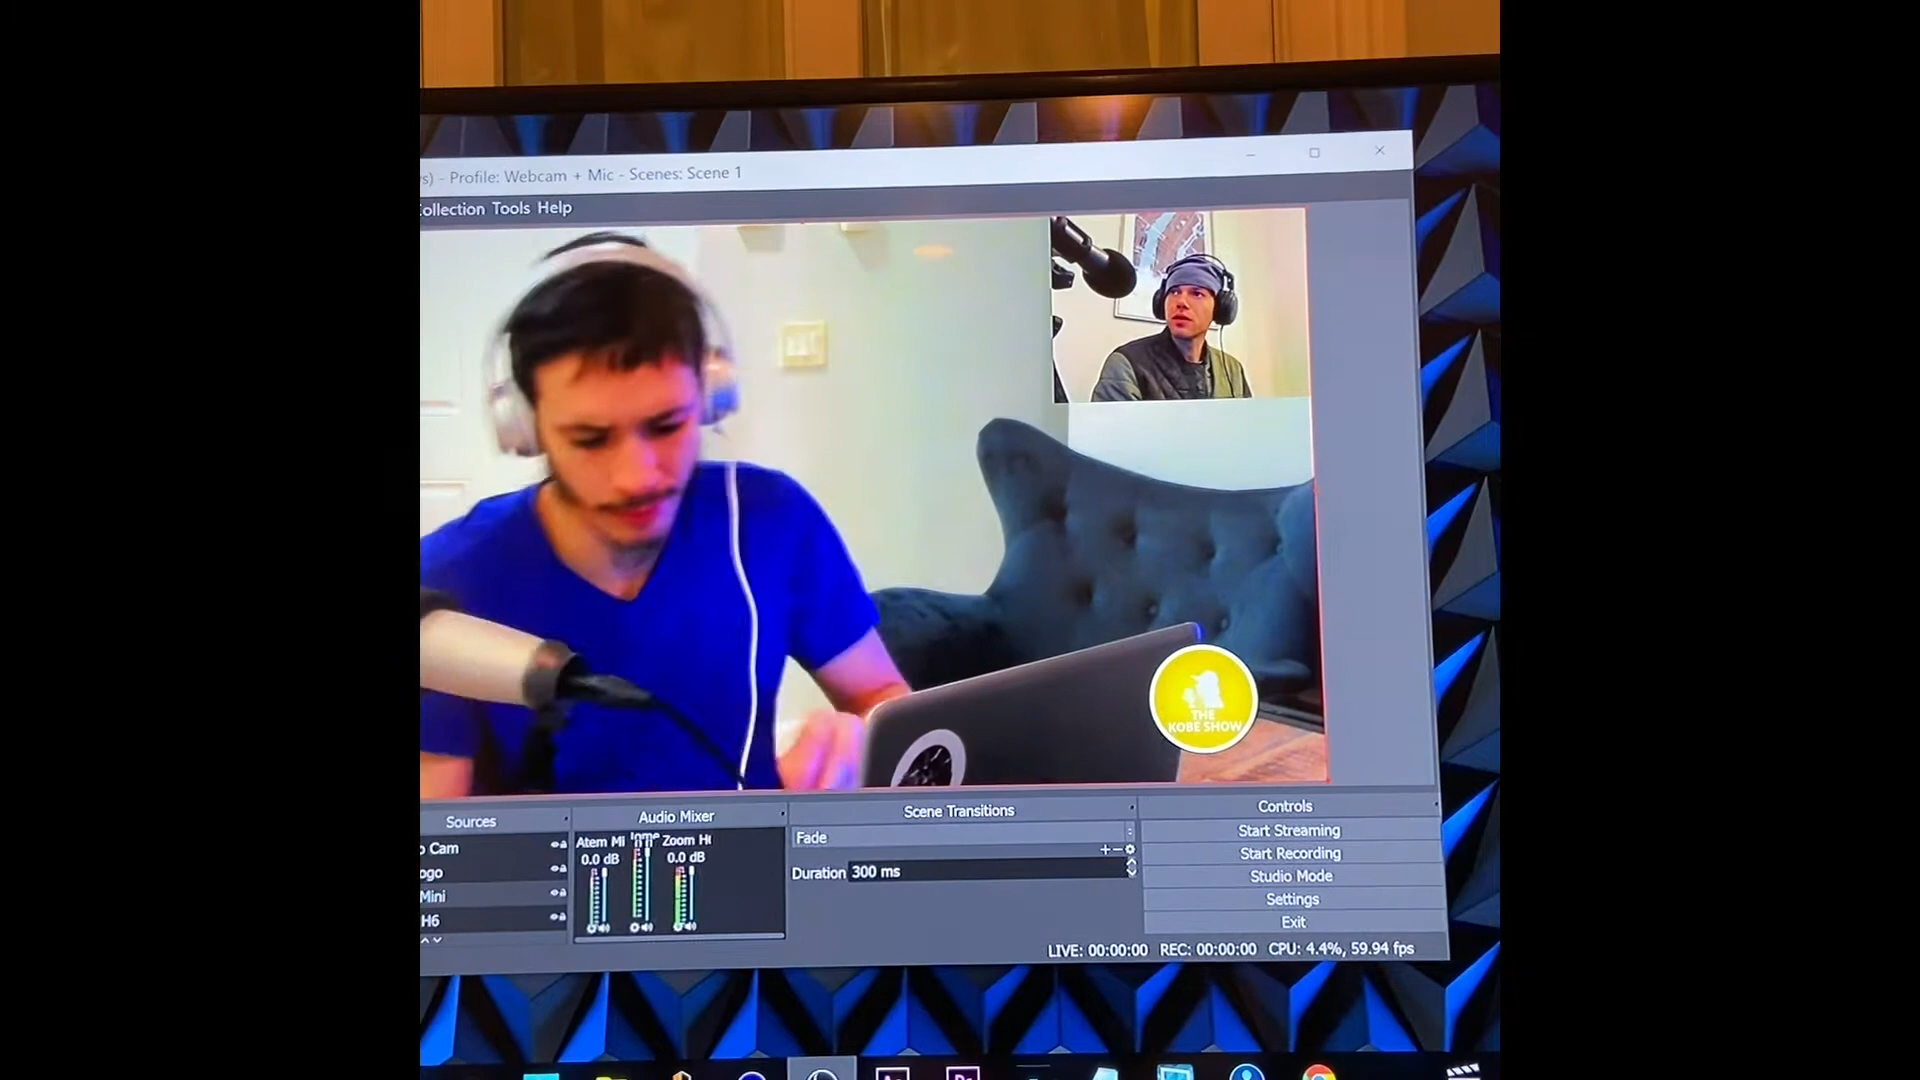 s) - Profile: Webcam + Mic - Scenes: Scene 1
Collection Tools Help
THE
KOBE SHOW
Sources
Cam
ogo
Mini
H6
Audio Mixer
Atem Mi
Zoom H
0.0 dB
0.0 dB
Scene Transitions
Fade
Duration 300 ms
Controls
Start Streaming
Start Recording
Studio Mode
Settings
Exit
LIVE: 00:00:00 REC: 00:00:00 CPU: 4.4%, 59.94 fps